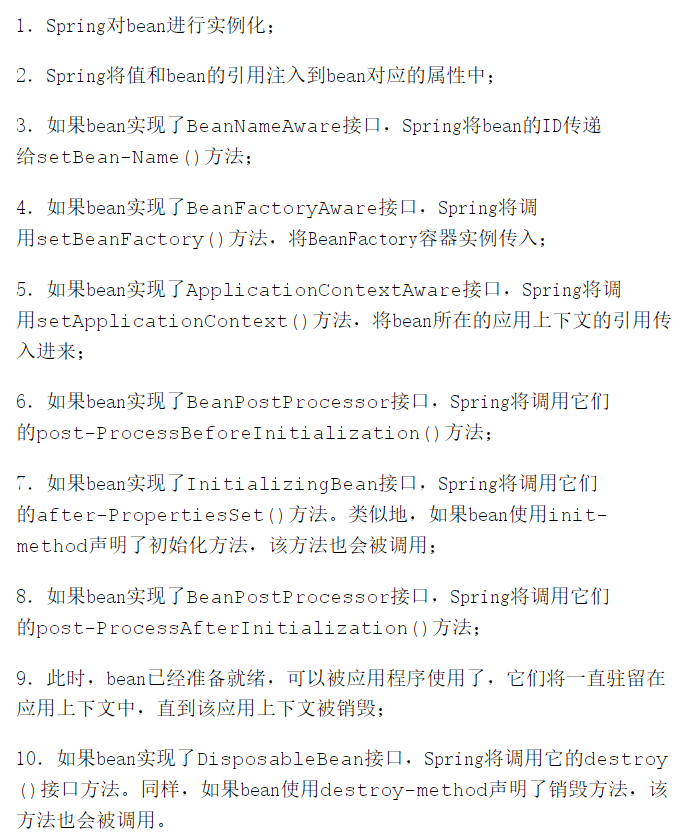 1．Spring对bean进行实例化；
2．Spring将值和bean的引用注入到bean对应的属性中；
3．如果bean实现了BeanNameAware接口，Spring将bean的ID传递
给setBean-Name()方法；
4．如果bean实现了BeanFactoryAware接口，Spring将调
用setBeanFactory()方法，将BeanFactory容器实例传入；
5．如果bean实现了ApplicationContextAware接口，Spring将调
用setApplicationContext()方法，将bean所在的应用上下文的引用传
入进来；
6．如果bean实现了BeanPostProcessor接口，Spring将调用它们
的post-ProcessBeforeInitialization()方法；
7．如果bean实现了InitializingBean接口，Spring将调用它们
的after-PropertiesSet()方法。类似地，如果bean使用init-
method声明了初始化方法，该方法也会被调用；
8．如果bean实现了BeanPostProcessor接口，Spring将调用它们
的post-ProcessAfterInitialization()方法；
9．此时，bean已经准备就绪，可以被应用程序使用了，它们将一直驻留在
应用上下文中，直到该应用上下文被销毁；
10．如果bean实现了DisposableBean接口，Spring将调用它的destroy
()接口方法。同样，如果bean使用destroy-method声明了销毁方法，该
方法也会被调用。